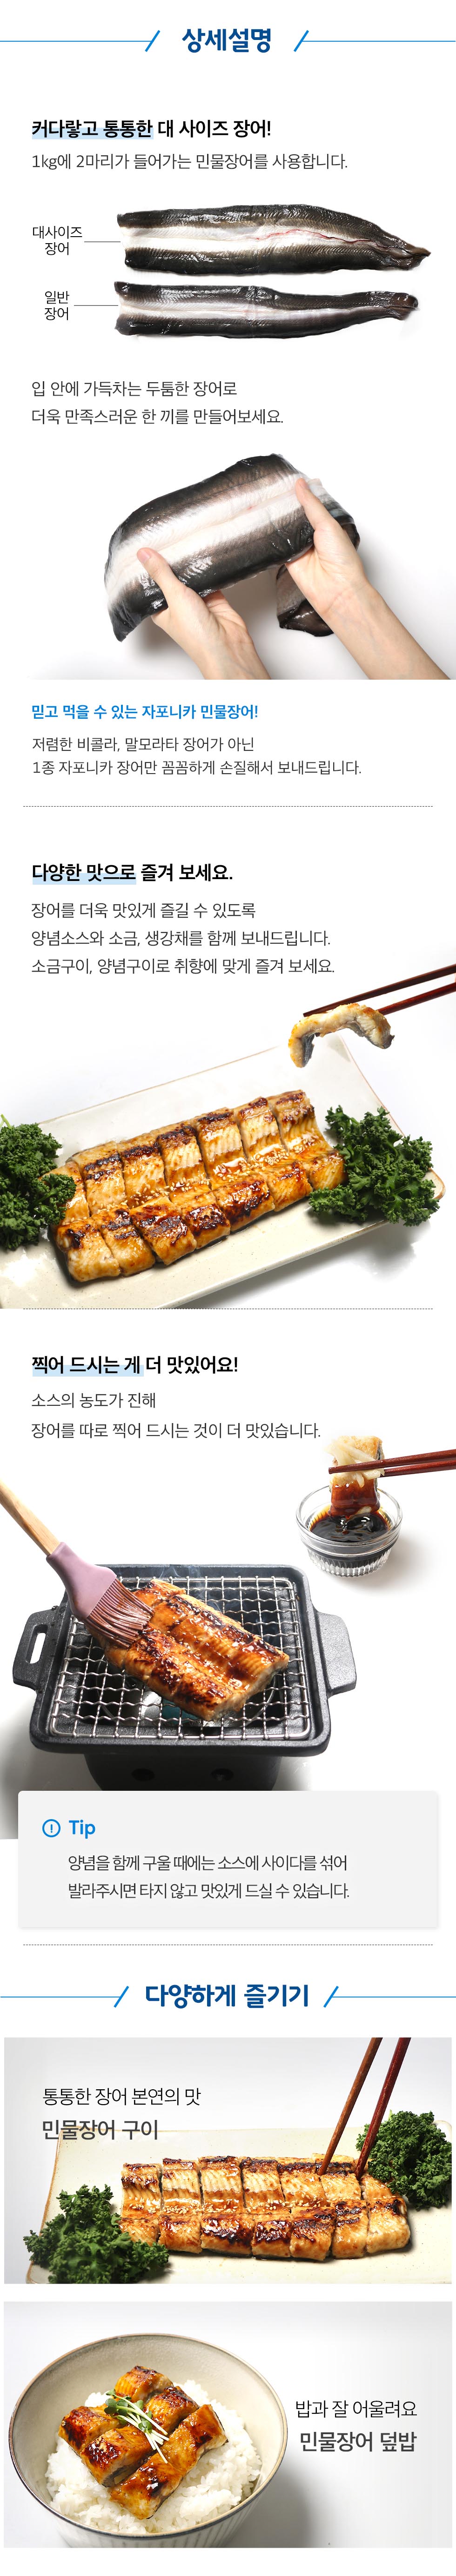 상세설명
커다랗고 통통한 대 사이즈 장어!
1kg에 2마리가 들어가는 민물장어를 사용합니다.
대사이즈
장어
일반
장어
입 안에 가득차는 두툼한 장어로
더욱 만족스러운 한 끼를 만들어보세요.
믿고 먹을 수 있는 자포니카 민물장어!
저렴한 비콜라, 말모라타 장어가 아닌
1종 자포니카 장어만 꼼꼼하게 손질해서 보내드립니다.
다양한 맛으로 즐겨 보세요.
장어를 더욱 맛있게 즐길 수 있도록
양념소스와 소금, 생강채를 함께 보내드립니다.
소금구이, 양념구이로 취향에 맞게 즐겨 보세요.
찍어 드시는 게 더 맛있어요!
소스의 농도가 진해
장어를 따로 찍어 드시는 것이 더 맛있습니다.
Tip
양념을 함께 구울 때에는 소스에 사이다를 섞어
발라주시면 타지 않고 맛있게 드실 수 있습니다.
다양하게 즐기기
통통한 장어 본연의 맛
민물장어 구이
밥과 잘 어울려요
민물장어 덮밥